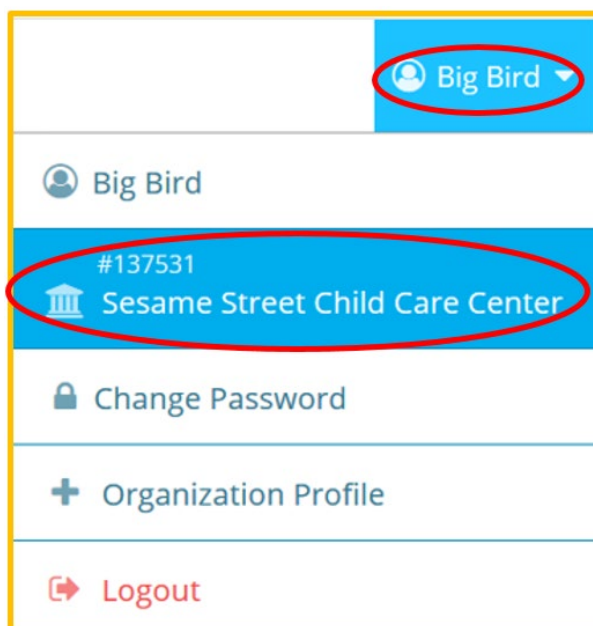 Big Bird
Big Bird
#137531
Sesame Street Child Care Center
Change Password
Organization Profile
Logout